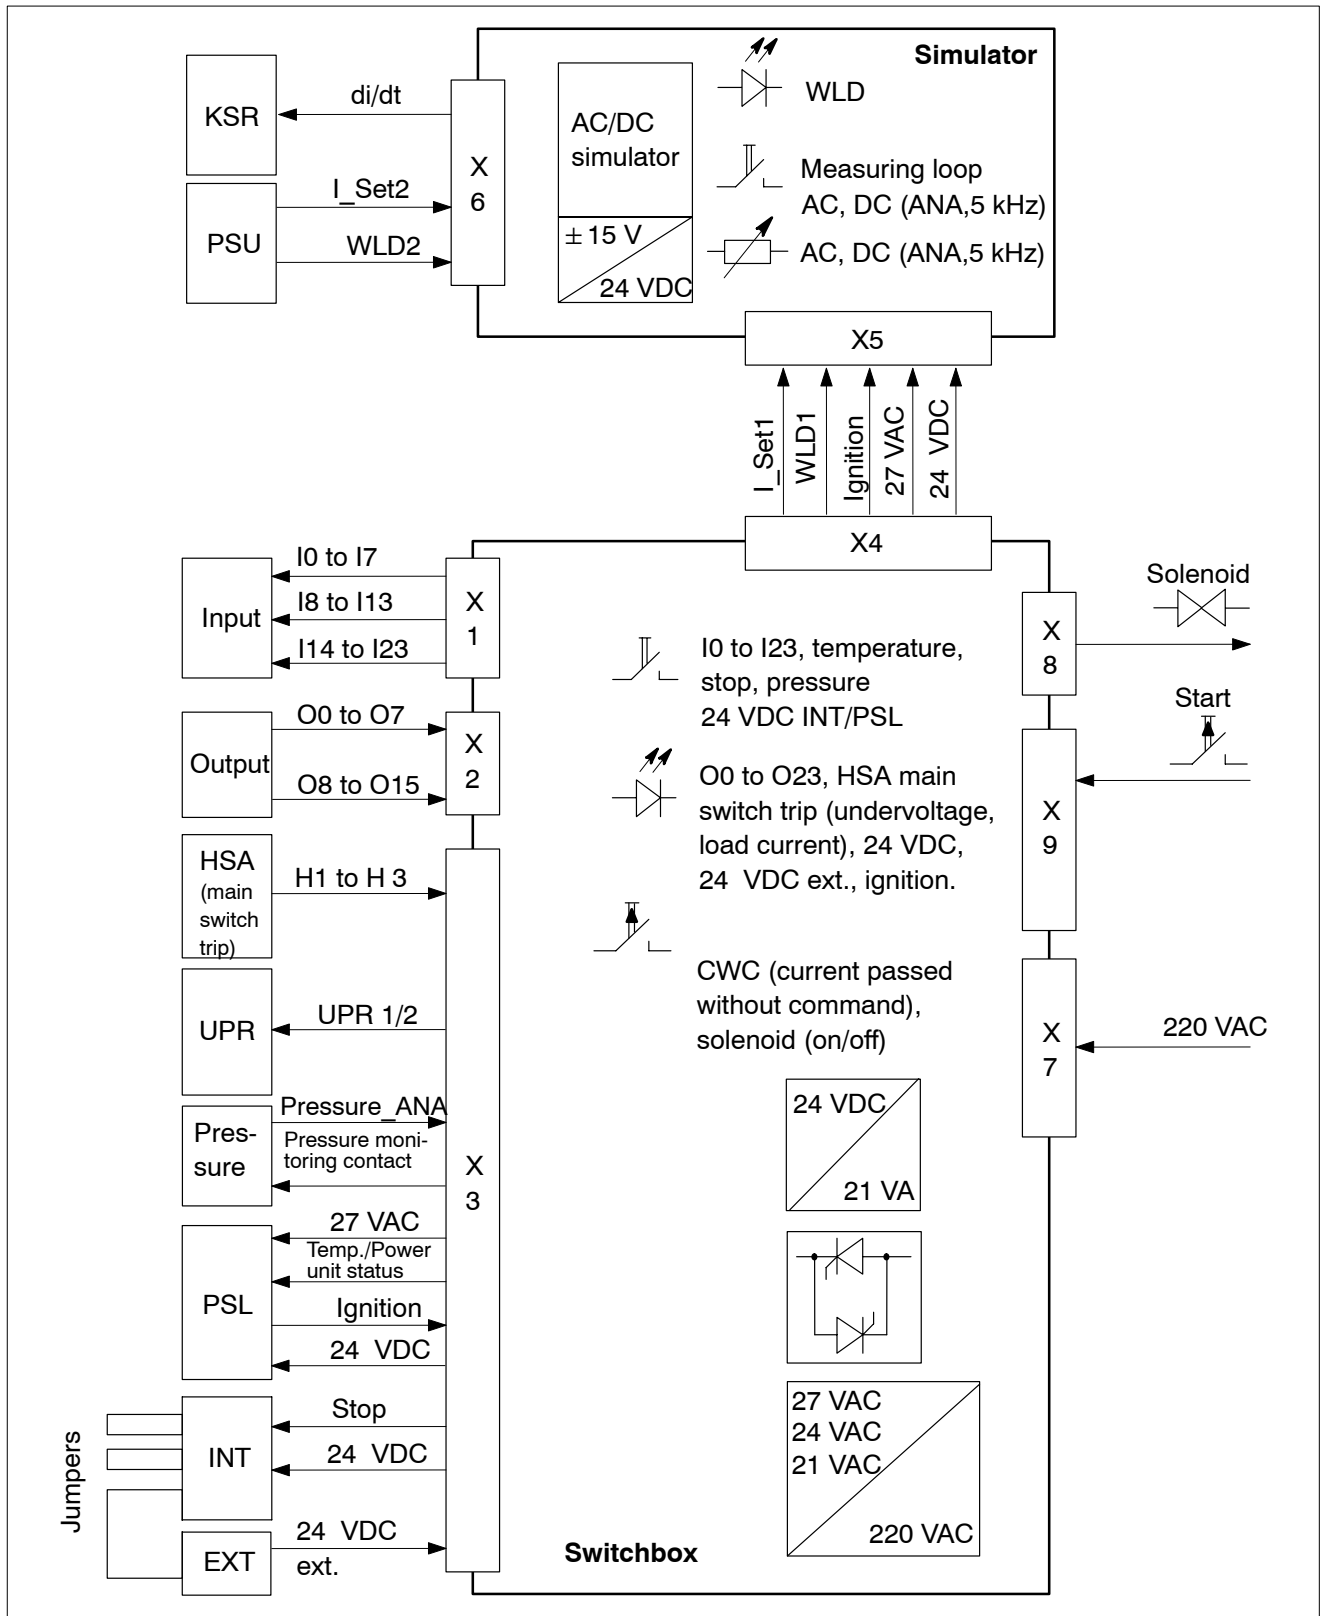 Simulator
KSR
di/dt
PSU
I_Set2
WLD2
X
6
AC/DC
simulator
± 15 V
24 VDC
WLD
Measuring loop
AC, DC (ANA,5 kHz)
AC, DC (ANA,5 kHz)
X5
I_Set1
WLD1
Ignition
27 VAC
24 VDC
X4
Input
I0 to I7
I8 to I13
I14 to I23
X
1
Output
O0 to O7
O8 to O15
X
2
HSA
(main
switch
trip)
H1 to H 3
UPR
UPR 1/2
Pres-
sure
Pressure_ANA
Pressure moni-
toring contact
X
3
PSL
27 VAC
Temp./Power
unit status
Ignition
24 VDC
Jumpers
INT
Stop
24 VDC
EXT
24 VDC
ext.
I0 to I23, temperature,
stop, pressure
24 VDC INT/PSL
O0 to O23, HSA main
switch trip (undervoltage,
load current), 24 VDC,
24 VDC ext., ignition.
CWC (current passed
without command),
solenoid (on/off)
24 VDC
21 VA
27 VAC
24 VAC
21 VAC
220 VAC
Switchbox
X
8
Solenoid
Start
X
9
X
7
220 VAC